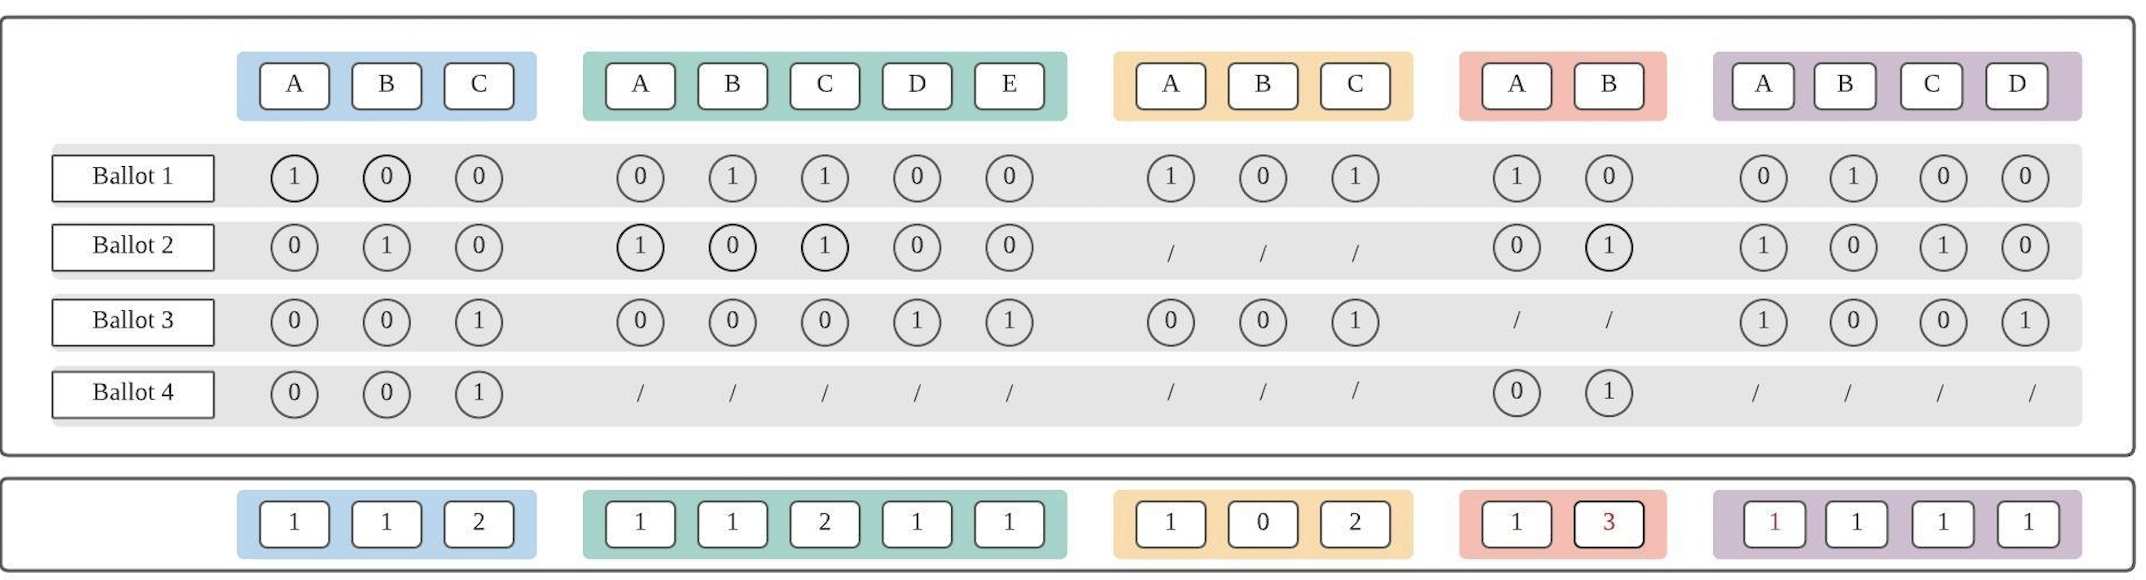 A B C A B C D E A B C A B A B C D
Ballot 1 1 0 0 0 1 1 0 0 1 0 1 1 0 0 1 0 0
Ballot 2 0 1 0 1 0 1 0 0 / / / 0 1 1 0 1 0
Ballot 3 0 0 1 0 0 0 1 1 0 0 1 / / 1 0 0 1
Ballot 4 0 0 1 / / / / / / / / 0 1 / / / /
1 1 2 1 1 2 1 1 1 0 2 1 3 1 1 1 1